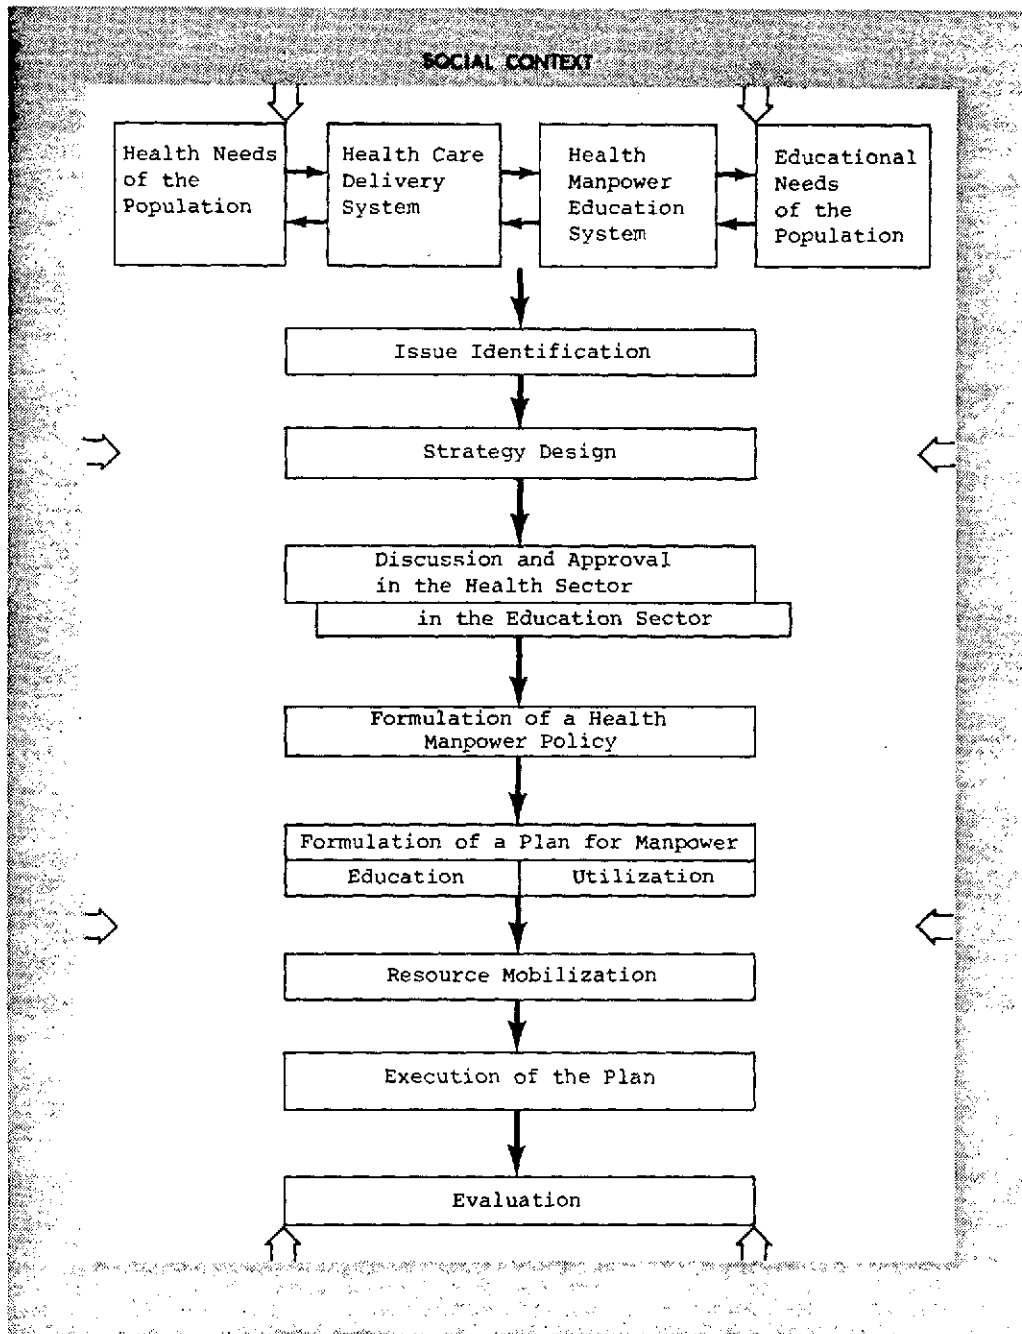 SOCIAL CONTEXT
Health Needs
of the
Population
Health Care
Delivery
System
Health
Manpower
Education
System
Educational
Needs
of the
Population
Issue Identification
Strategy Design
Discussion and Approval
in the Health Sector
in the Education Sector
Formulation of a Health
Manpower Policy
Formulation of a Plan for Manpower
Education
Utilization
Resource Mobilization
Execution of the Plan
Evaluation